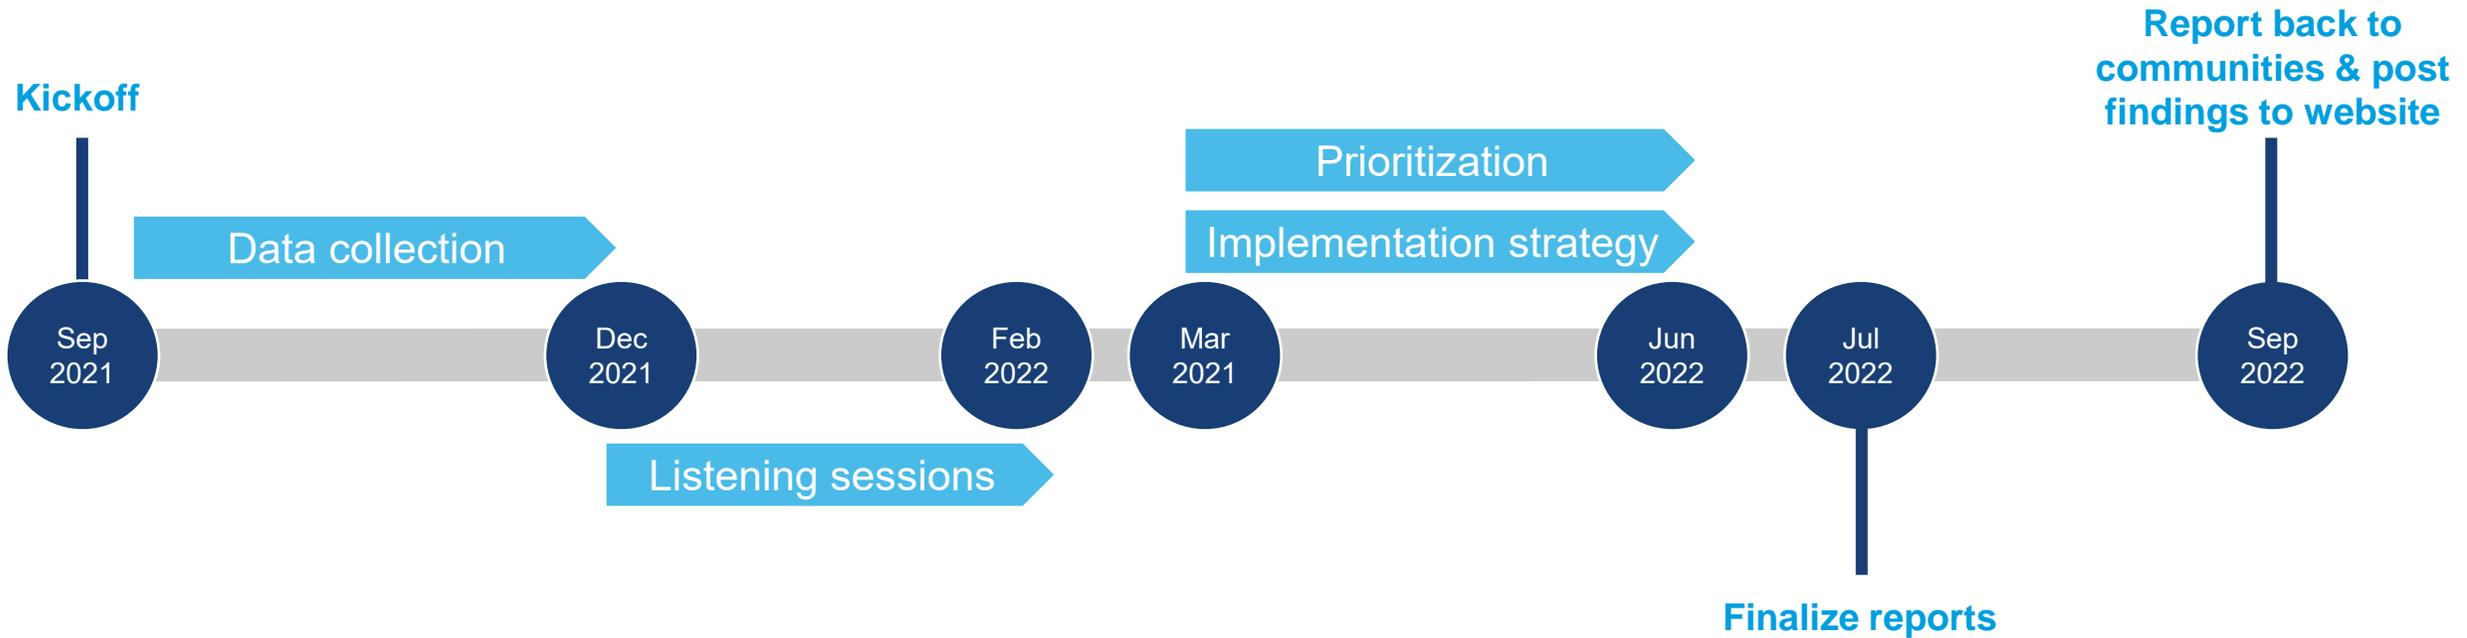 Kickoff
Report back to
communities & post
findings to website
Prioritization
Data collection
Implementation strategy
Sep
2021
Dec
2021
Feb
2022
Mar
2021
Jun
2022
Jul
2022
Sep
2022
Listening sessions
Finalize reports